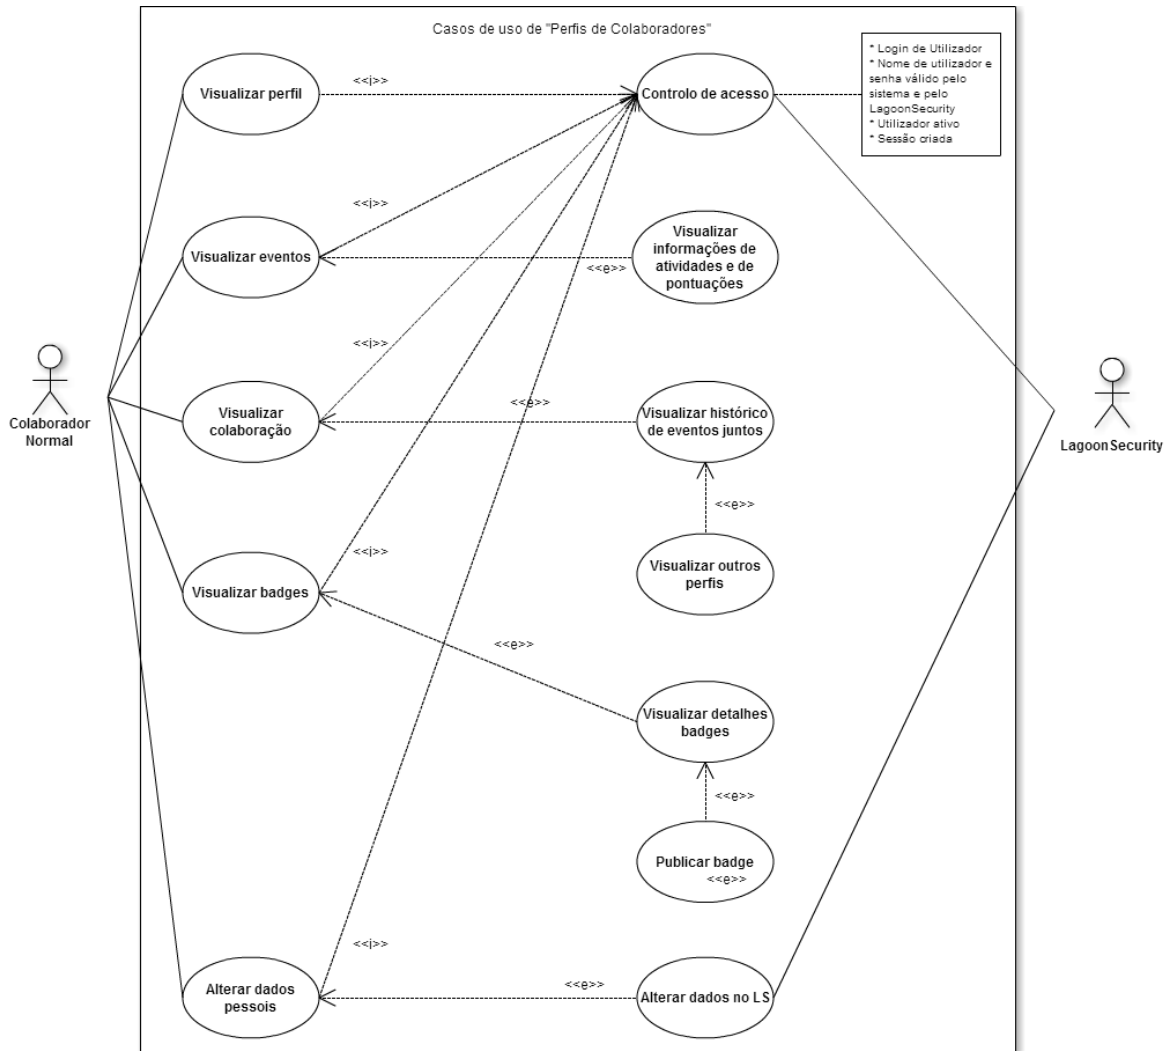 Casos de uso de "Perfis de Colaboradores"
* Login de Utilizador
* Nome de utilizador e
senha válido pelo
sistema e pelo
LagoonSecurity
* Utilizador ativo
* Sessão criada
<<i>>
Visualizar perfil
Controlo de acesso
<<i>>
Visualizar eventos
<<e>>
Visualizar
informações de
atividades e de
pontuações
<<i>>
Colaborador
Normal
Visualizar
colaboração
<<e>>
Visualizar histórico
de eventos juntos
LagoonSecurity
<<e>>
<<i>>
Visualizar badges
Visualizar outros
perfis
<<e>>
Visualizar detalhes
badges
<<e>>
Publicar badge
<<e>>
<<i>>
Alterar dados
pessois
<<e>>
Alterar dados no LS